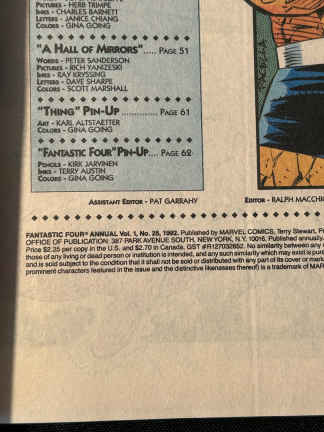 PICTURES - HERB TRIMPE
INKS - CHARLES BARNETT
LETTERS - JANICE CHIANG
COLORS - GINA GOING
"A HALL OF MIRRORS"..... PAGE 51
WORDS - PETER SANDERSON
PICTURES - RICH YANIZESKI
INKS - RAY KRYSSING
LETTERS - DAVE SHARPE
COLORS - SCOTT MARSHALL
"THING" PIN-UP ............. PAGE 61
ART - KARL ALTSTAETTER
COLORS - GINA GOING
"FANTASTIC FOUR" PIN-UP.... PAGE 62
PENCILS - KIRK JARVINEN
INKS - TERRY AUSTIN
COLORS - GINA GOING
ASSISTANT EDITOR - PAT GARRAHY
EDITOR - RALPH MACCHI
FANTASTIC FOUR® ANNUAL Vol. 1, No. 25, 1992. Published by MARVEL COMICS, Terry Stewart, Pr
OFFICE OF PUBLICATION: 387 PARK AVENUE SOUTH, NEW YORK, N.Y. 10016. Published annually.
Price $2.25 per copy in the U.S. and $2.70 in Canada. GST #R127032852. No similarity between any
those of any living or dead person or institution is intended, and any such similarity which may exist is pure
and is sold subject to the condition that it shall not be sold or distributed with any part of its cover or mark
prominent characters featured in the issue and the distinctive likenesses thereof) is a trademark of MAR